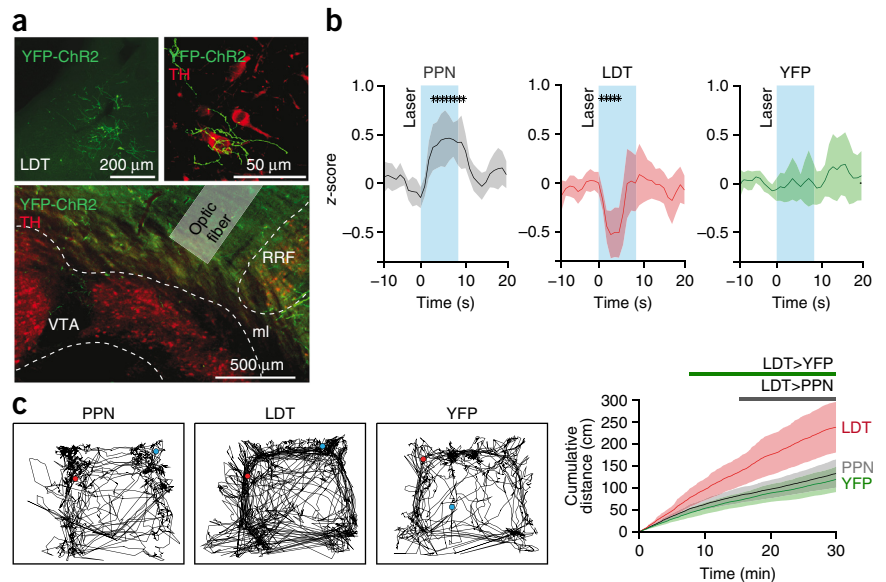 a
YFP-ChR2
LDT
200 μm
YFP-ChR2
TH
50 μm
YFP-ChR2
TH
Optic
fiber
RRF
VTA
ml
500 μm
b
PPN
LDT
YFP
Laser
Laser
Laser
z-score
1.0
0.5
0
−0.5
−10 0 10 20
Time (s)
1.0
0.5
0
−0.5
−10 0 10 20
Time (s)
1.0
0.5
0
−0.5
−10 0 10 20
Time (s)
c
PPN
LDT
YFP
LDT>YFP
LDT>PPN
Cumulative
distance (cm)
300
250
200
150
100
50
0
LDT
PPN
YFP
0 10 20 30
Time (min)